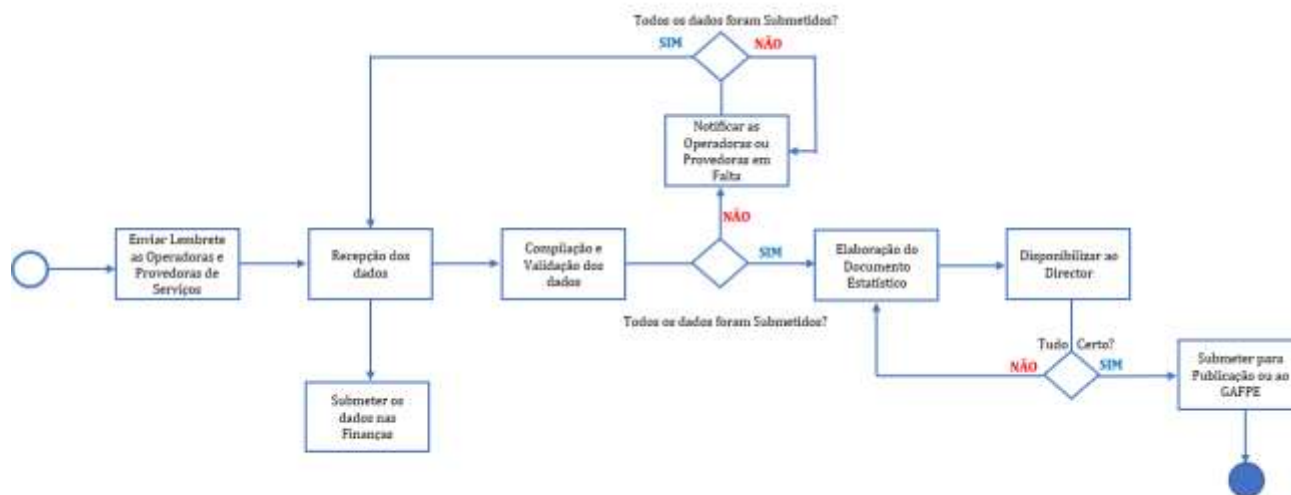 Todos os dados foram Submetidos?
SIM
NÃO
Notificar as
Operadoras ou
Provedoras em
Falta
NÃO
Enviar Lembrete
as Operadoras e
Provedoras de
Serviços
Recepção dos
dados
Compilação e
Validação dos
dados
SIM
Elaboração do
Documento
Estatístico
Disponibilizar ao
Director
Todos os dados foram Submetidos?
Tudo Certo?
NÃO
SIM
Submeter para
Publicação ou ao
GAFPE
Submeter os
dados nas
Finanças